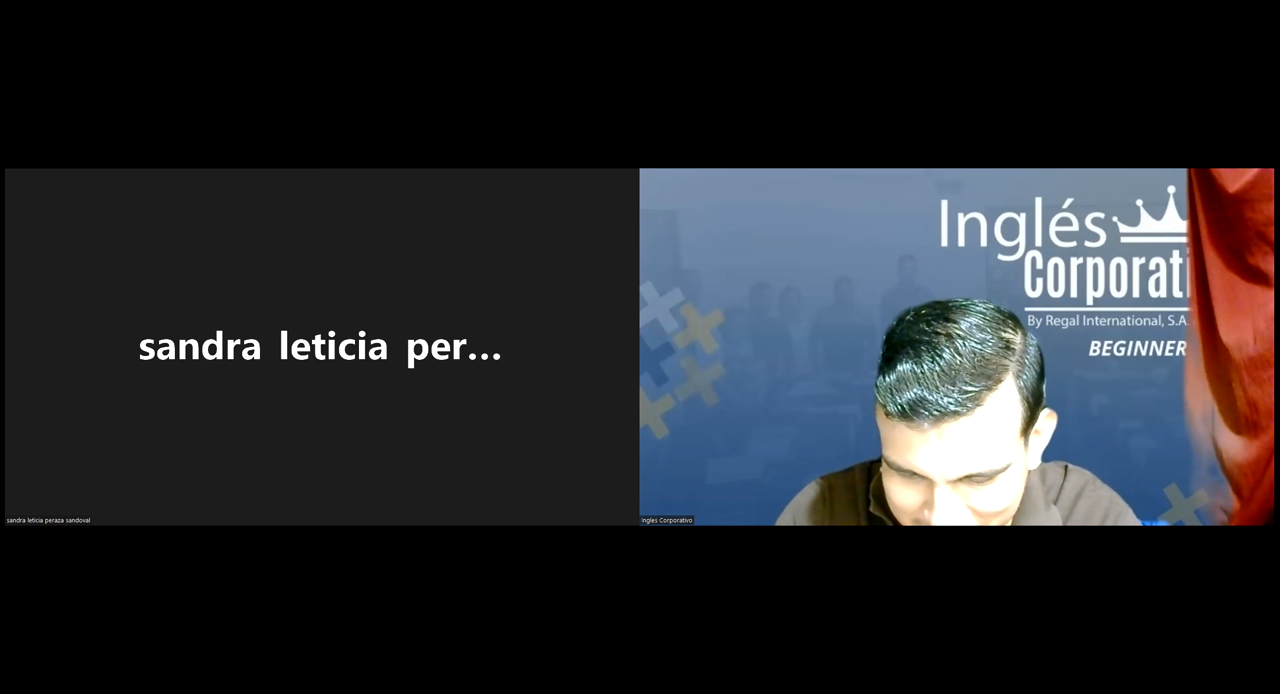 sandra leticia per...
sandra leticia peraza sandoval
Inglés
Corporati
By Regal International, S.A.
BEGINNER
Ingles Corporativo